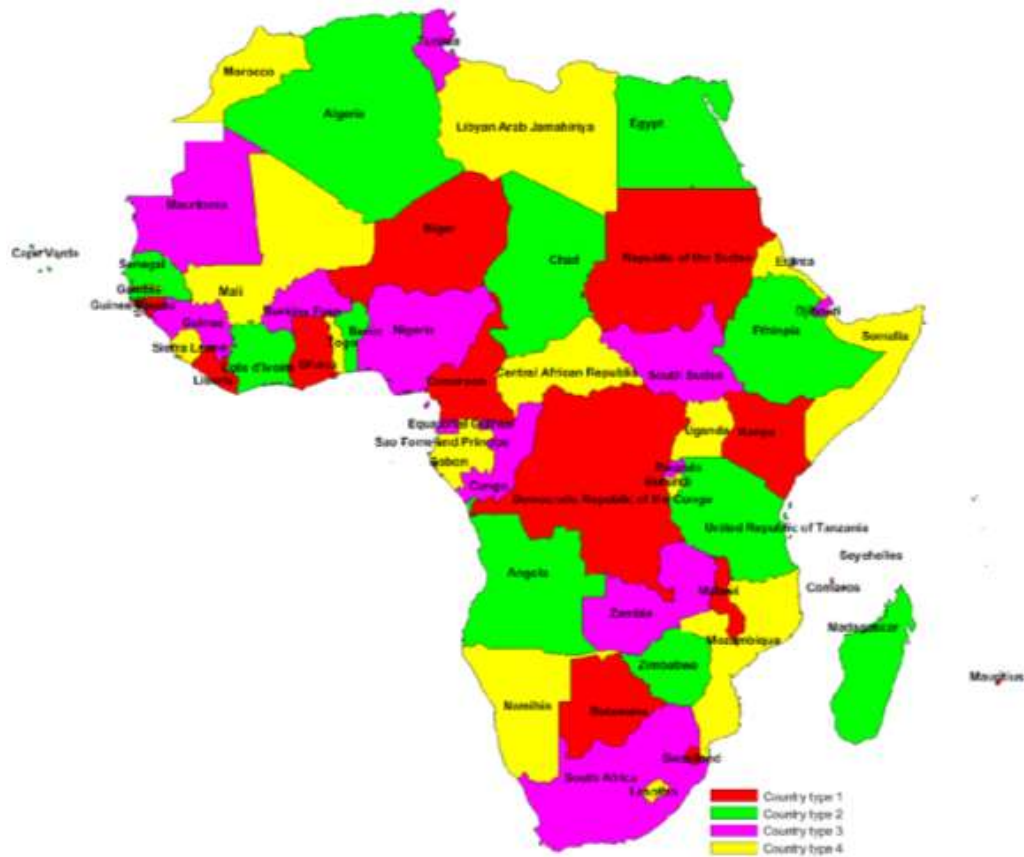 Tunisia
Morocco
Algeria
Libyan Arab Jamahiriya
Egypt
Mauritania
Niger
Cape Verde
Chad
Republic of the Sudan
Eritrea
Senegal
Gambia
Mali
Guinea Bissau
Burkina Faso
Djibouti
Guinea
Benin
Nigeria
Ethiopia
Somalia
Sierra Leone
Togo
Cote d'Ivoire
Ghana
Liberia
Central African Republic
South Sudan
Cameroon
Equatorial Guinea
Uganda
Kenya
Sao Tome and Principe
Gabon
Rwanda
Burundi
Congo
Democratic Republic of the Congo
United Republic of Tanzania
Seychelles
Angola
Malawi
Comoros
Zambia
Mozambique
Madagascar
Zimbabwe
Mauritius
Namibia
Botswana
Swaziland
South Africa
Lesotho
Country type 1
Country type 2
Country type 3
Country type 4